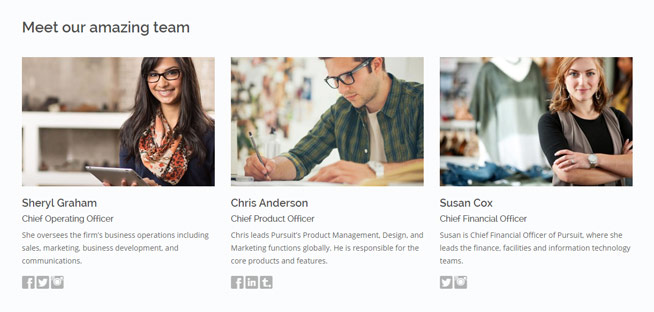 Meet our amazing team
Sheryl Graham
Chief Operating Officer
She oversees the firm's business operations including
sales, marketing, business development, and
communications.
Chris Anderson
Chief Product Officer
Chris leads Pursuit's Product Management, Design, and
Marketing functions globally. He is responsible for the
core products and features.
Susan Cox
Chief Financial Officer
Susan is Chief Financial Officer of Pursuit, where she
leads the finance, facilities and information technology
teams.